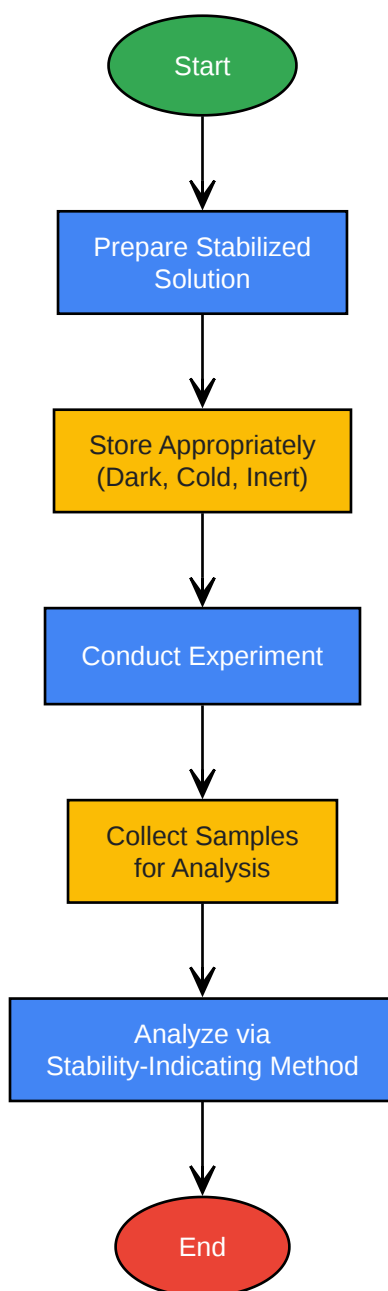 Start
Prepare Stabilized
Solution
Store Appropriately
(Dark, Cold, Inert)
Conduct Experiment
Collect Samples
for Analysis
Analyze via
Stability-Indicating Method
End